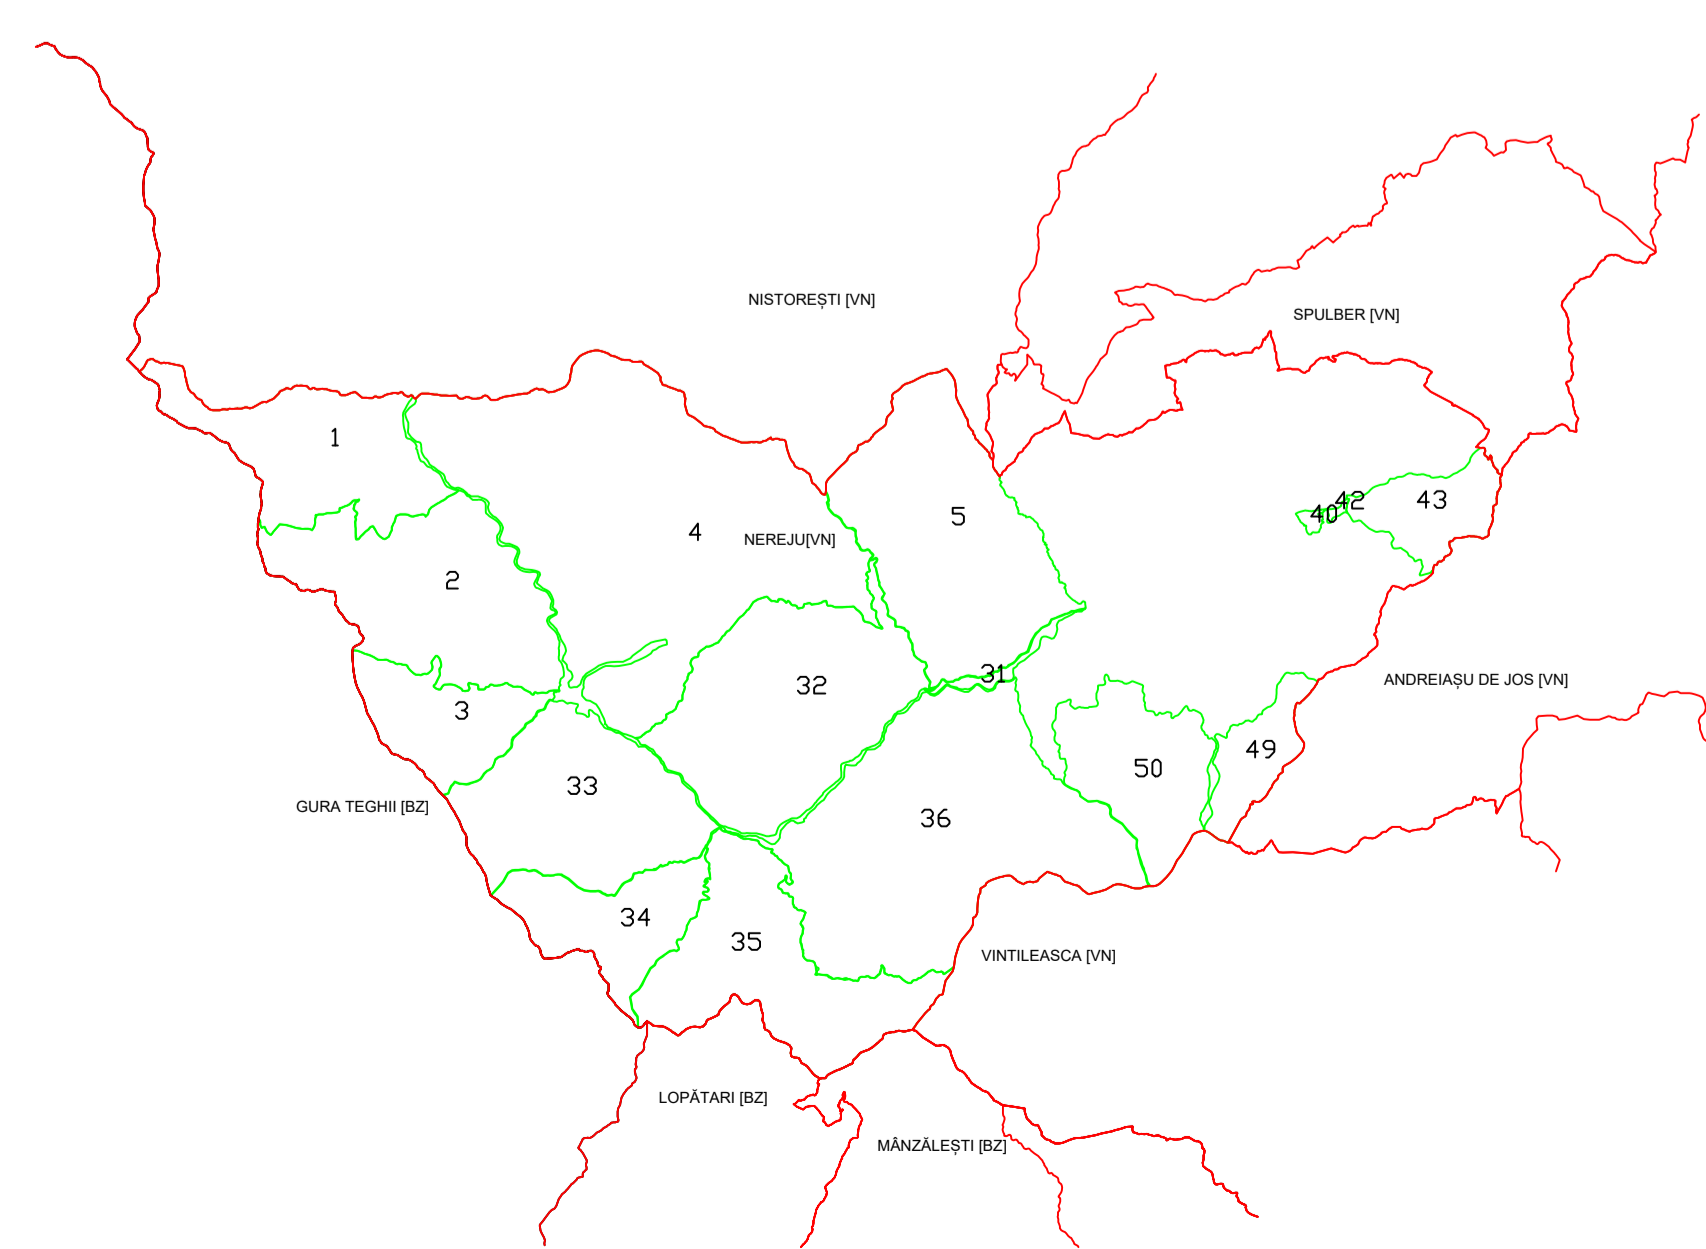 NISTOREȘTI [VN]
SPULBER [VN]
1
42
43
40
5
4
NEREJU[VN]
2
31
ANDREIAȘU DE JOS [VN]
32
3
49
50
33
GURA TEGHII [BZ]
36
34
35
VINTILEASCA [VN]
LOPĂTARI [BZ]
MÂNZĂLEȘTI [BZ]